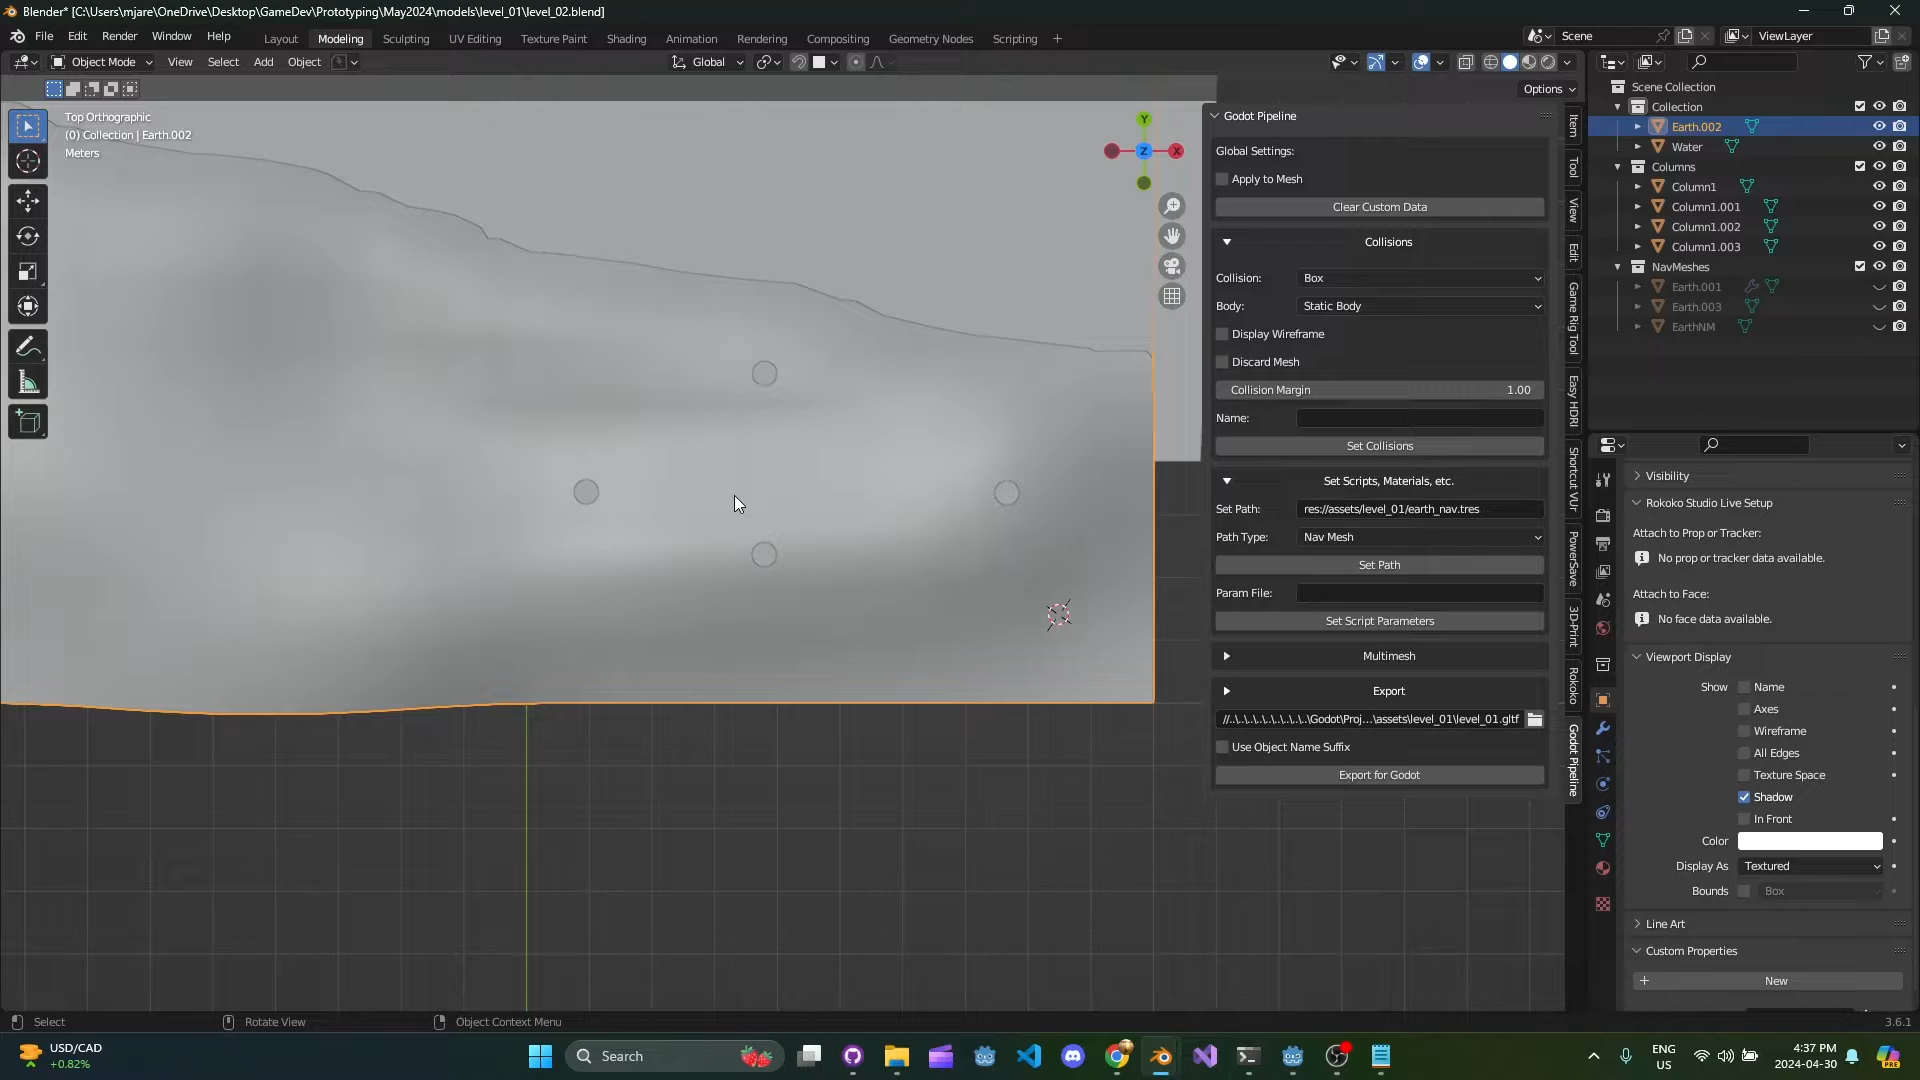 Blender* [C:\Users\mjare\OneDrive\Desktop\GameDev\Prototyping\May2024\models\level_01\level_02.blend]
File Edit Render Window Help Layout Modeling Sculpting UV Editing Texture Paint Shading Animation Rendering Compositing Geometry Nodes Scripting + Scene ViewLayer
Object Mode View Select Add Object Global
Options
Top Orthographic
(0) Collection | Earth.002
Meters
Y
X
Z
Godot Pipeline
Global Settings:
Apply to Mesh
Clear Custom Data
Collisions
Collision: Box
Body: Static Body
Display Wireframe
Discard Mesh
Collision Margin 1.00
Name:
Set Collisions
Set Scripts, Materials, etc.
Set Path: res://assets/level_01/earth_nav.tres
Path Type: Nav Mesh
Set Path
Param File:
Set Script Parameters
Multimesh
Export
//..\..\..\..\..\..\..\..\..\Godot\Proj...\assets\level_01\level_01.gltf
Use Object Name Suffix
Export for Godot
Item
Tool
View
Edit
Game Rig Tool
Easy HDRI
Shortcut VUr
PowerSave
3D-Print
Rokoko
Godot Pipeline
Scene Collection
Collection
Earth.002
Water
Columns
Column1
Column1.001
Column1.002
Column1.003
NavMeshes
Earth.001
Earth.003
EarthNM
Visibility
Rokoko Studio Live Setup
Attach to Prop or Tracker:
No prop or tracker data available.
Attach to Face:
No face data available.
Viewport Display
Show Name
Axes
Wireframe
All Edges
Texture Space
Shadow
In Front
Color
Display As Textured
Bounds Box
Line Art
Custom Properties
+ New
Select Rotate View Object Context Menu 3.6.1
USD/CAD
+0.82%
Search
ENG
US
4:37 PM
2024-04-30
PRE